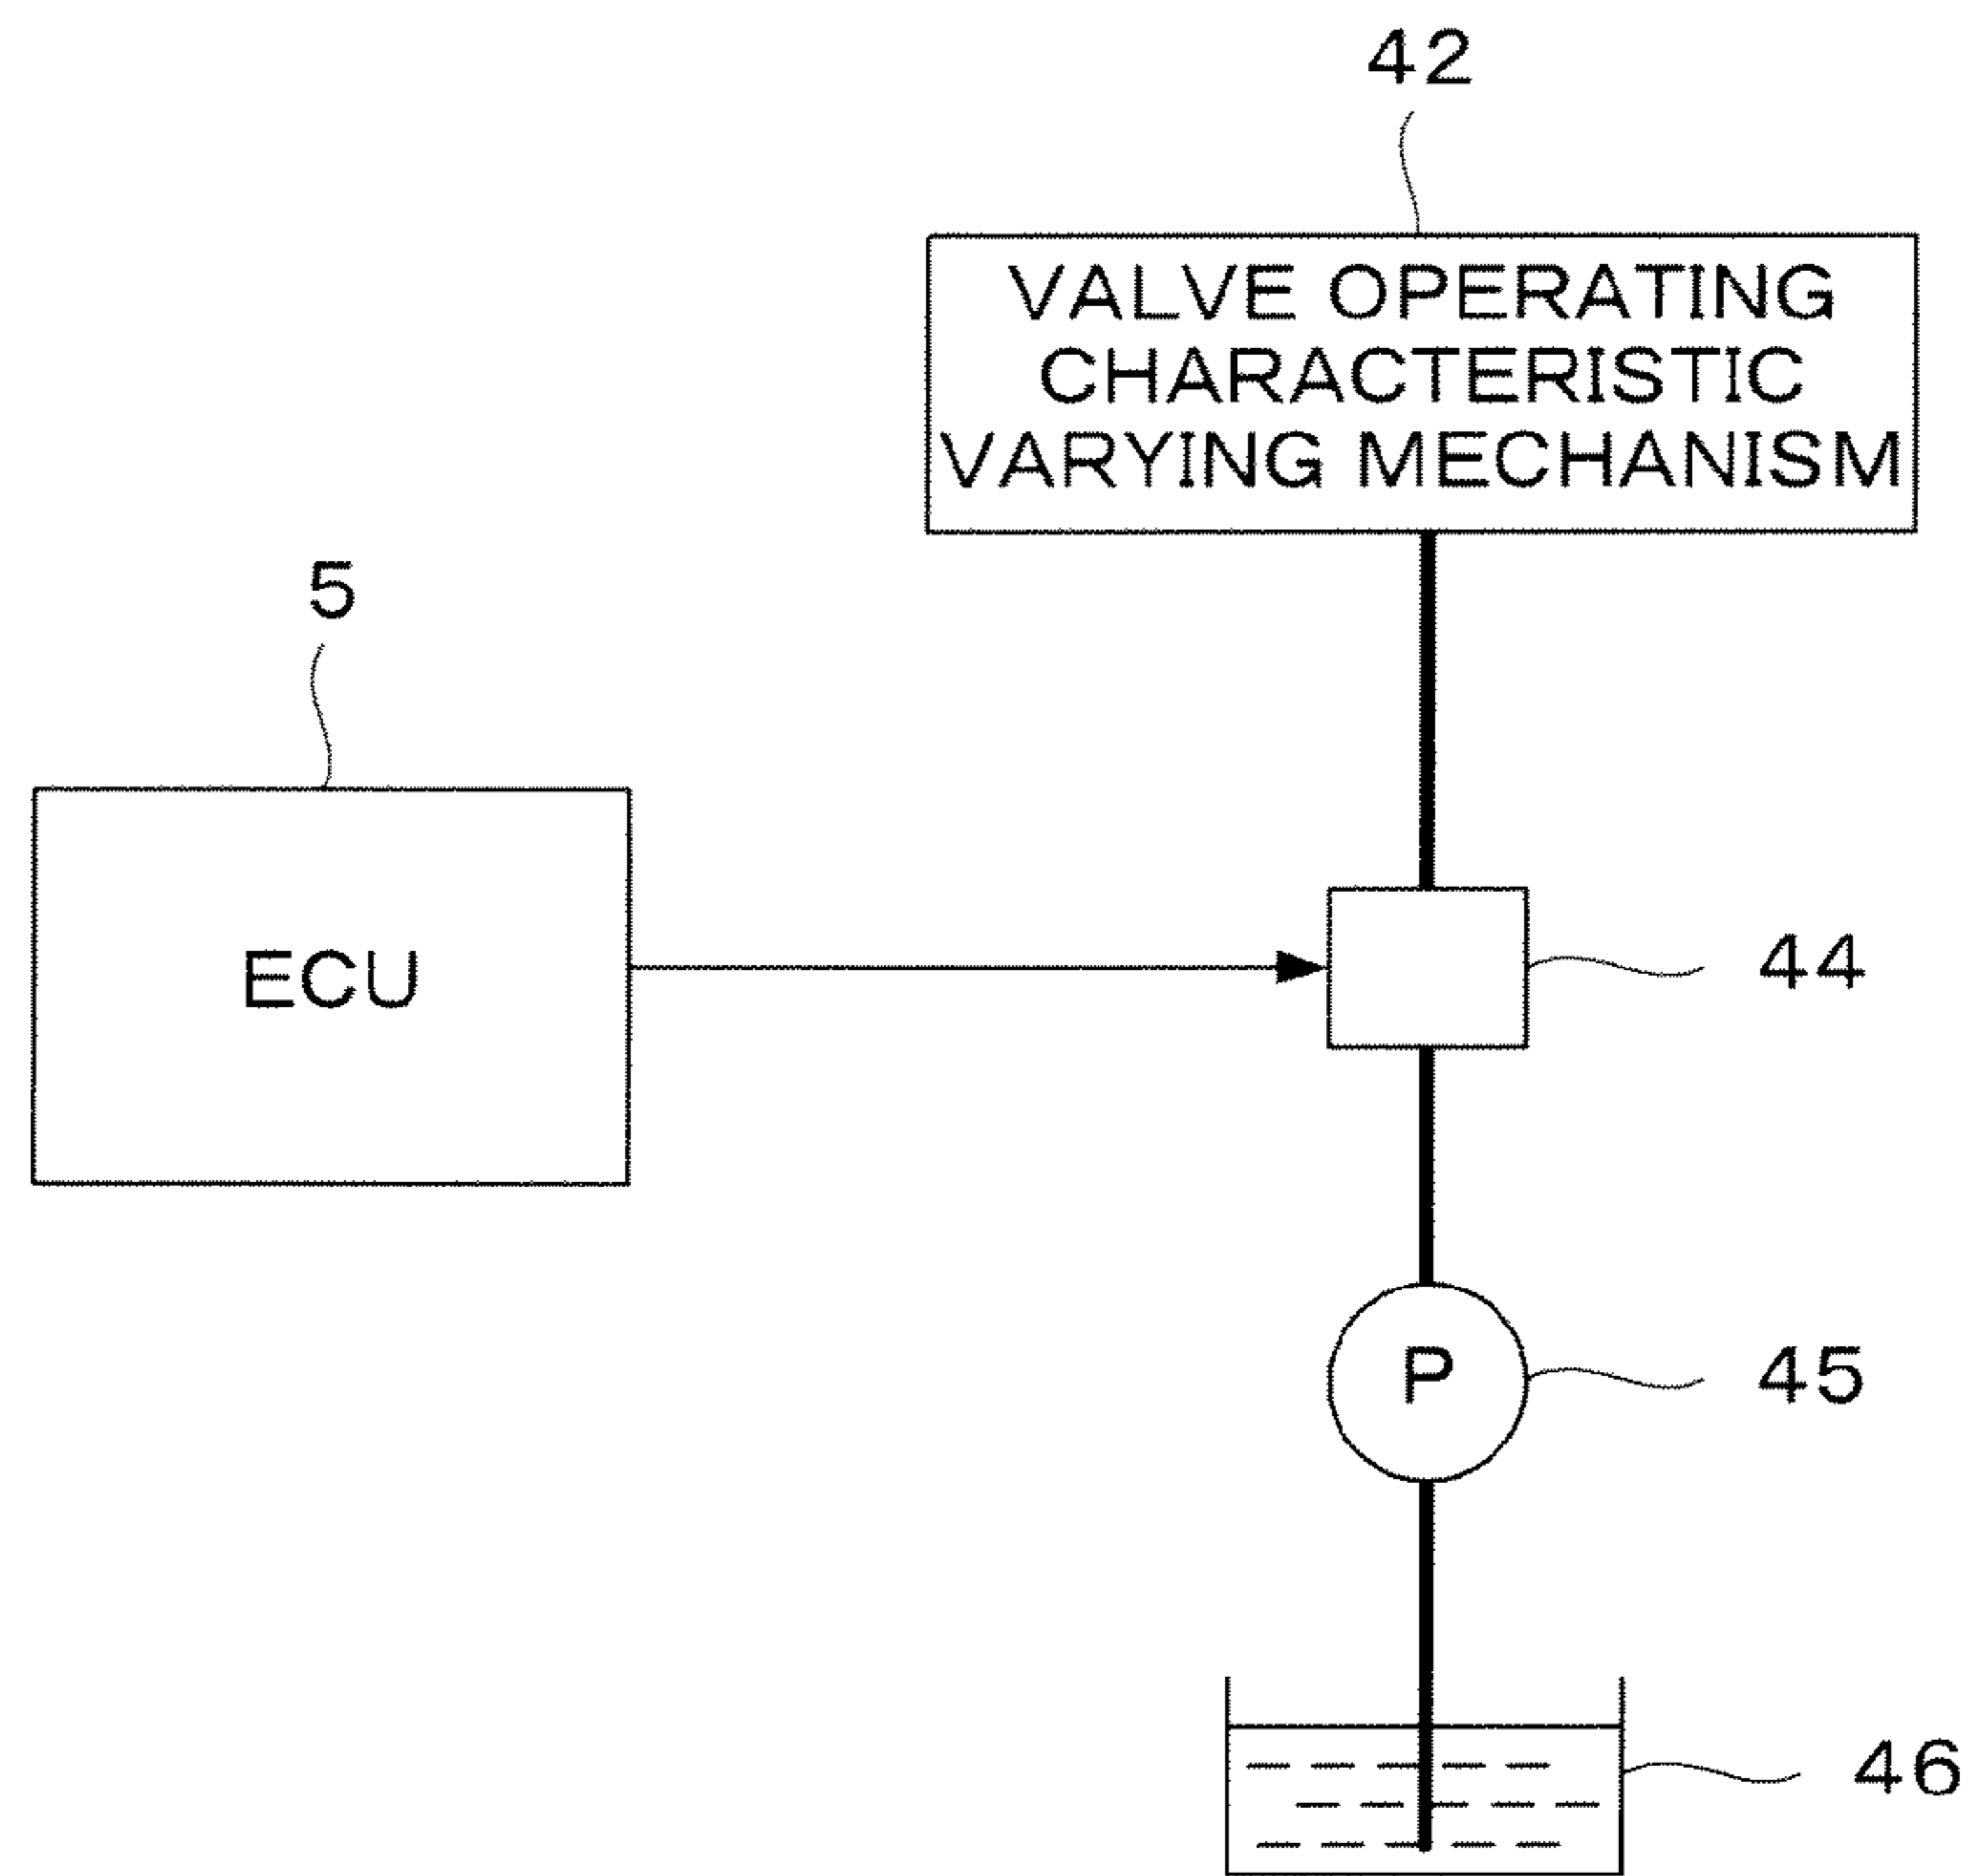 42
VALVE OPERATING
CHARACTERISTIC
VARYING MECHANISM
5
ECU
44
P
45
46